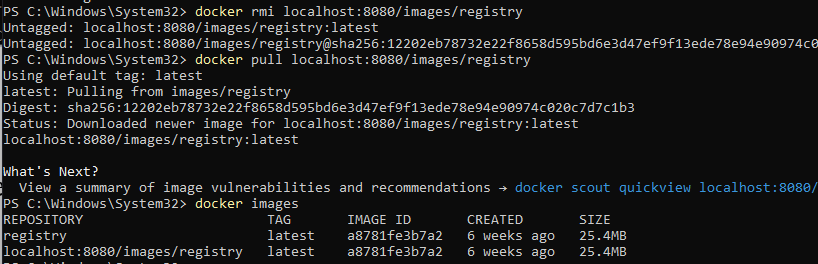 PS C:\Windows\System32> docker rmi localhost:8080/images/registry
Untagged: localhost:8080/images/registry:latest
Untagged: localhost:8080/images/registry@sha256:12202eb78732e22f8658d595bd6e3d47ef9f13ede78e94e90974c0
PS C:\Windows\System32> docker pull localhost:8080/images/registry
Using default tag: latest
latest: Pulling from images/registry
Digest: sha256:12202eb78732e22f8658d595bd6e3d47ef9f13ede78e94e90974c020c7d7c1b3
Status: Downloaded newer image for localhost:8080/images/registry:latest
localhost:8080/images/registry:latest
What's Next?
View a summary of image vulnerabilities and recommendations → docker scout quickview localhost:8080/
PS C:\Windows\System32> docker images
REPOSITORY TAG IMAGE ID CREATED SIZE
registry latest a8781fe3b7a2 6 weeks ago 25.4MB
localhost:8080/images/registry latest a8781fe3b7a2 6 weeks ago 25.4MB